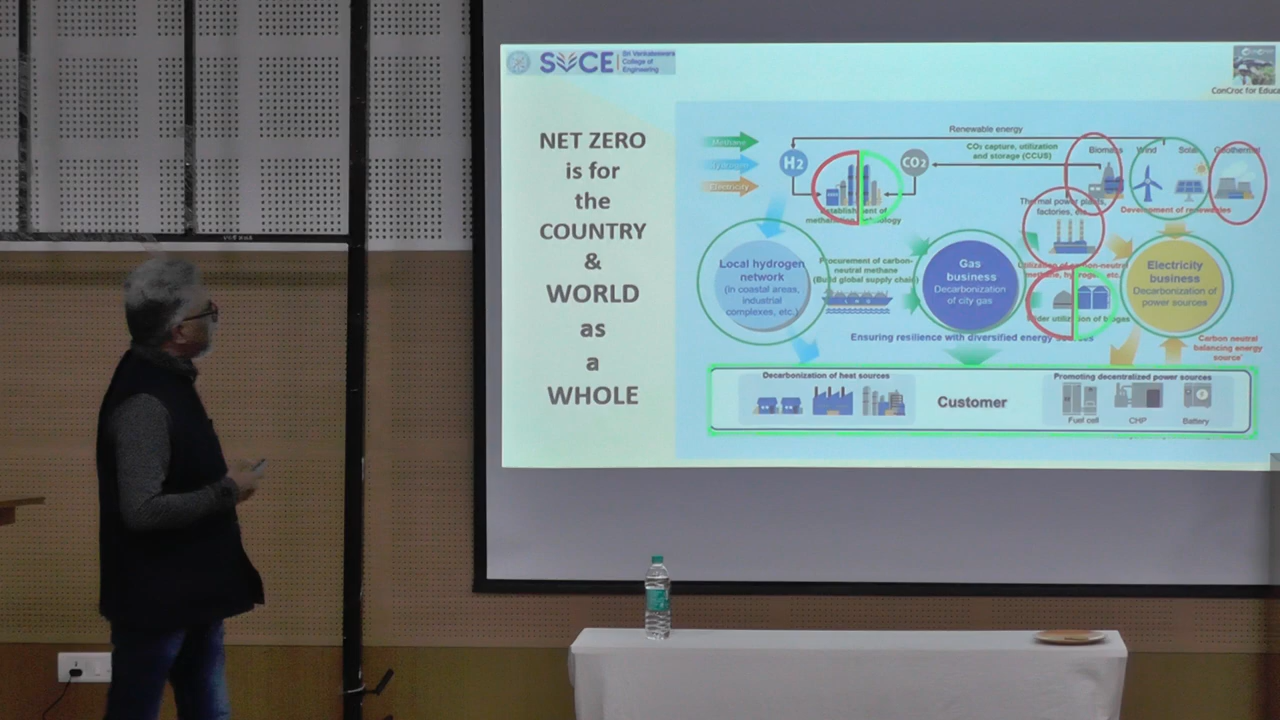 SVCE
Sri Venkateswara
College of
Engineering
ConCroc for Educa
NET ZERO
is for
the
COUNTRY
&
WORLD
as
a
WHOLE
Methane
Hydrogen
Electricity
Renewable energy
H2
CO2
CO2 capture, utilization
and storage (CCUS)
Biomass
Wind
Solar
Geothermal
Establishment of
methanation technology
Thermal power plants,
factories, etc.
Development of renewables
Local hydrogen
network
(in coastal areas,
industrial
complexes, etc.)
Procurement of carbon-
neutral methane
(Build global supply chain)
Gas
business
Decarbonization
of city gas
Utilization of carbon-neutral
methane, hydrogen, etc.
Wider utilization of biogas
Electricity
business
Decarbonization of
power sources
Ensuring resilience with diversified energy sources
Carbon neutral
balancing energy
source*
Decarbonization of heat sources
Customer
Promoting decentralized power sources
Fuel cell
CHP
Battery